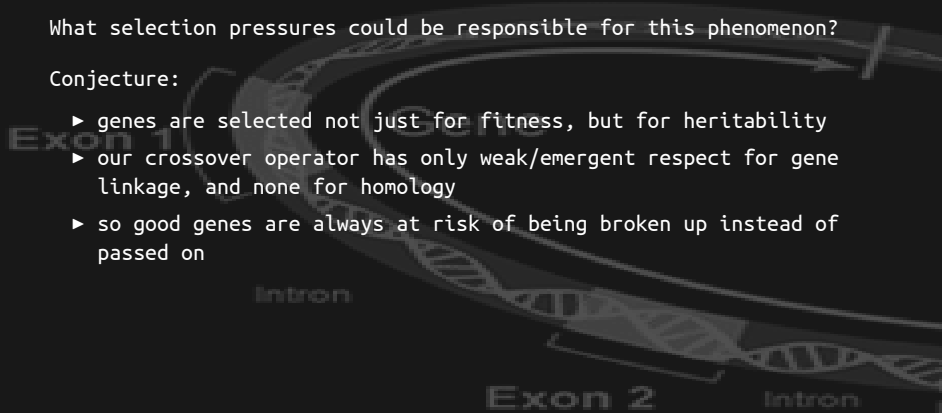 What selection pressures could be responsible for this phenomenon?
Conjecture:
▶ genes are selected not just for fitness, but for heritability
▶ our crossover operator has only weak/emergent respect for gene
linkage, and none for homology
▶ so good genes are always at risk of being broken up instead of
passed on
Exon 1
Gene
Intron
Exon 2
Intron